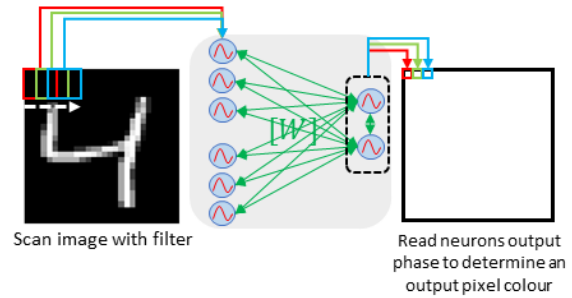 [W]
Scan image with filter
Read neurons output
phase to determine an
output pixel colour